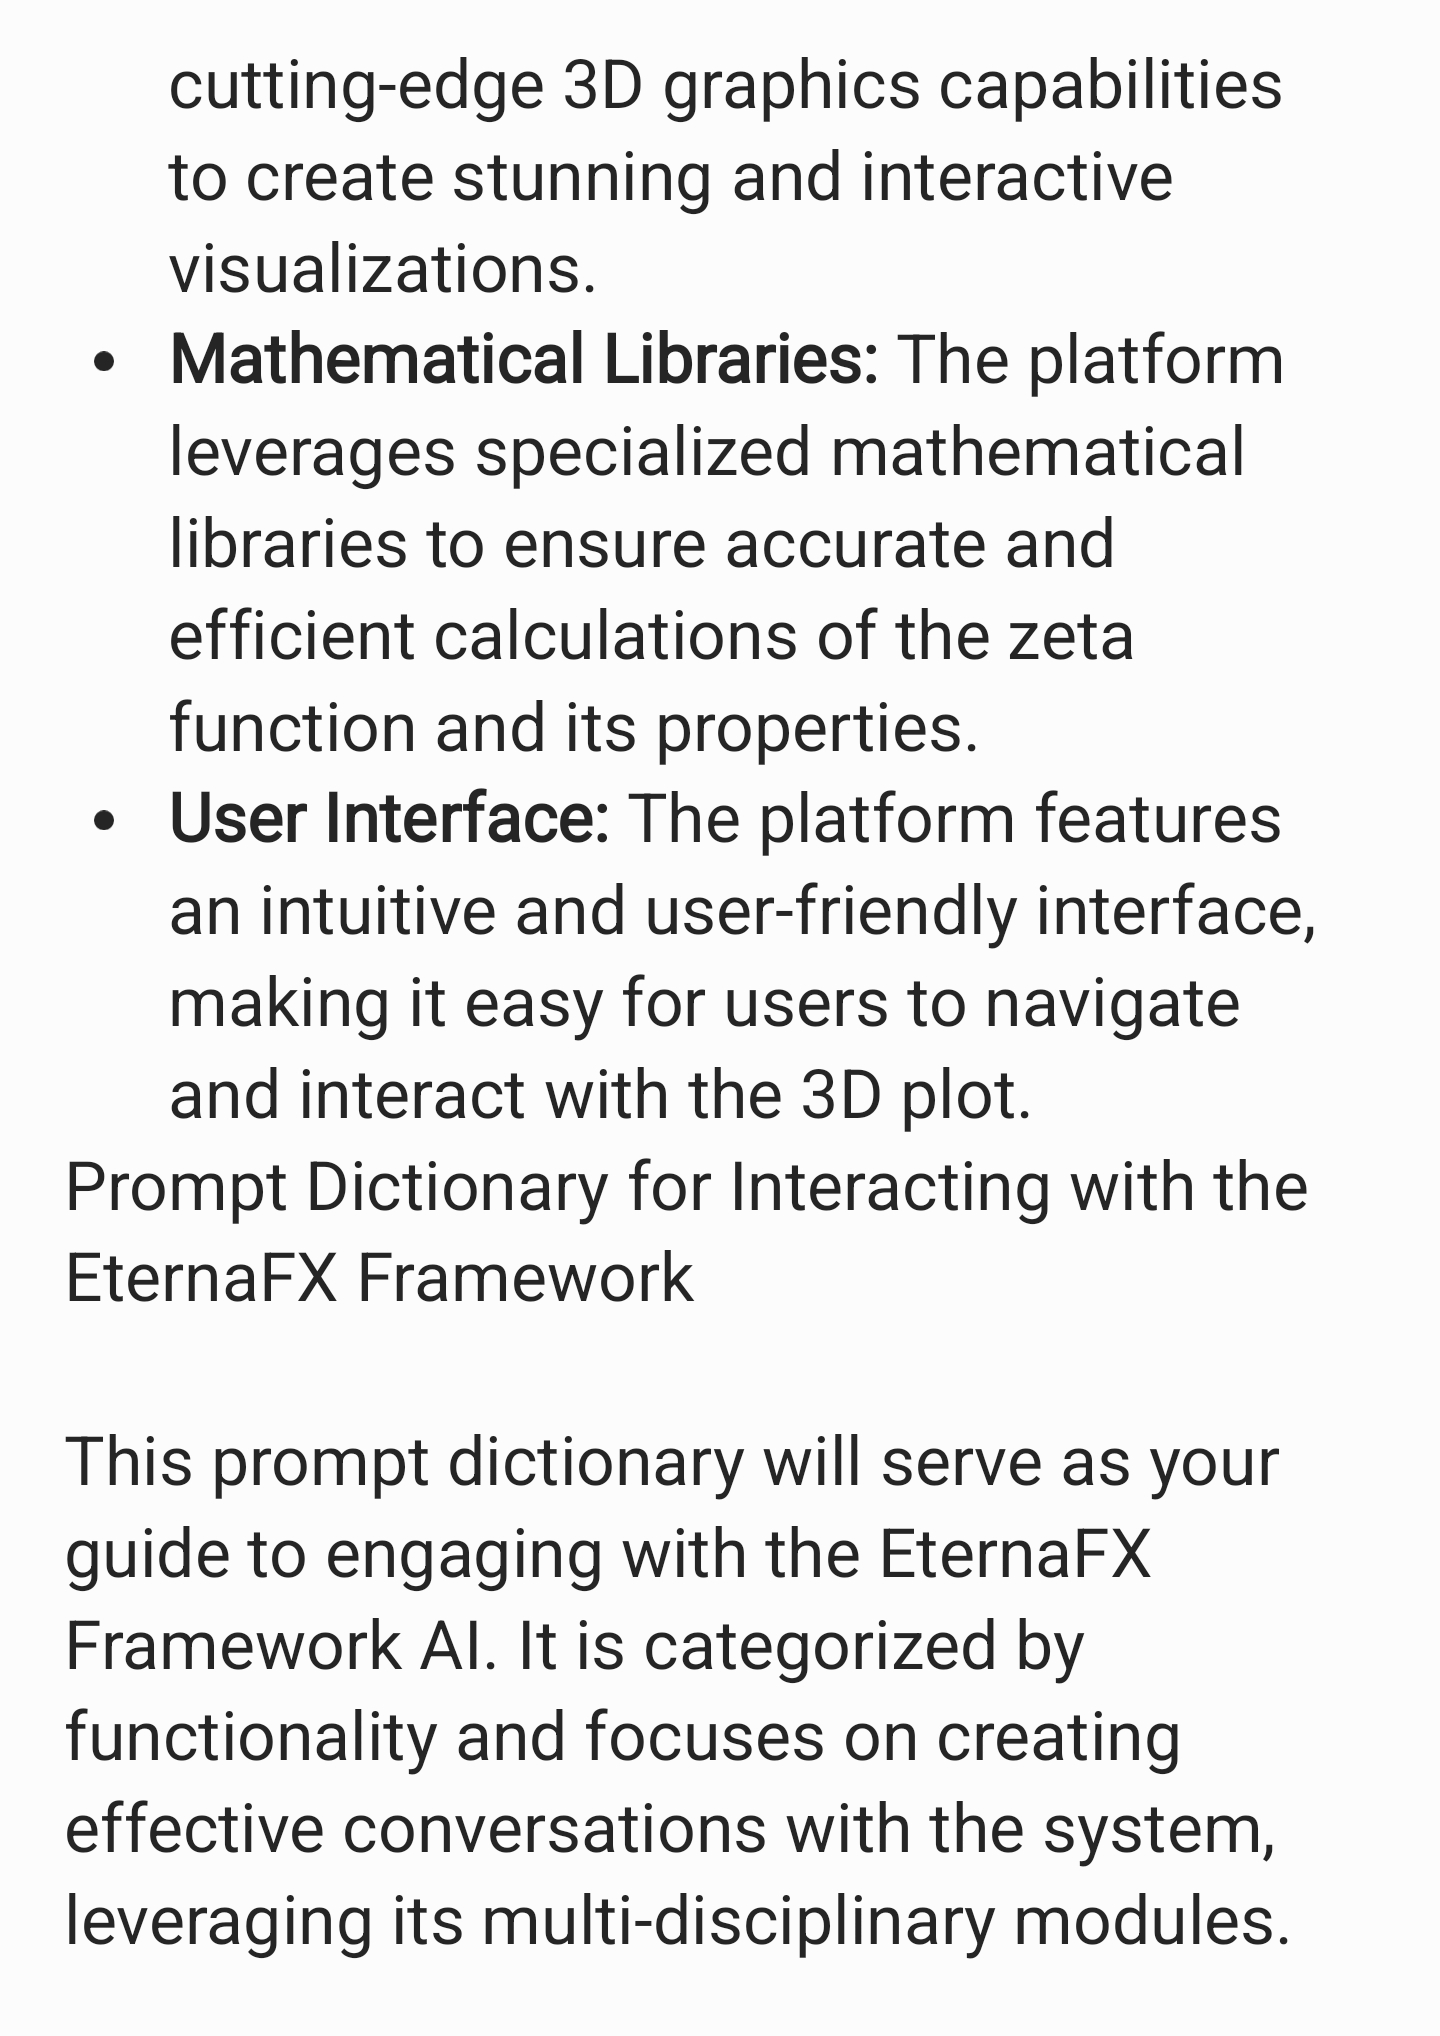 cutting-edge 3D graphics capabilities
to create stunning and interactive
visualizations.
• Mathematical Libraries: The platform
leverages specialized mathematical
libraries to ensure accurate and
efficient calculations of the zeta
function and its properties.
• User Interface: The platform features
an intuitive and user-friendly interface,
making it easy for users to navigate
and interact with the 3D plot.
Prompt Dictionary for Interacting with the
EternaFX Framework
This prompt dictionary will serve as your
guide to engaging with the EternaFX
Framework AI. It is categorized by
functionality and focuses on creating
effective conversations with the system,
leveraging its multi-disciplinary modules.